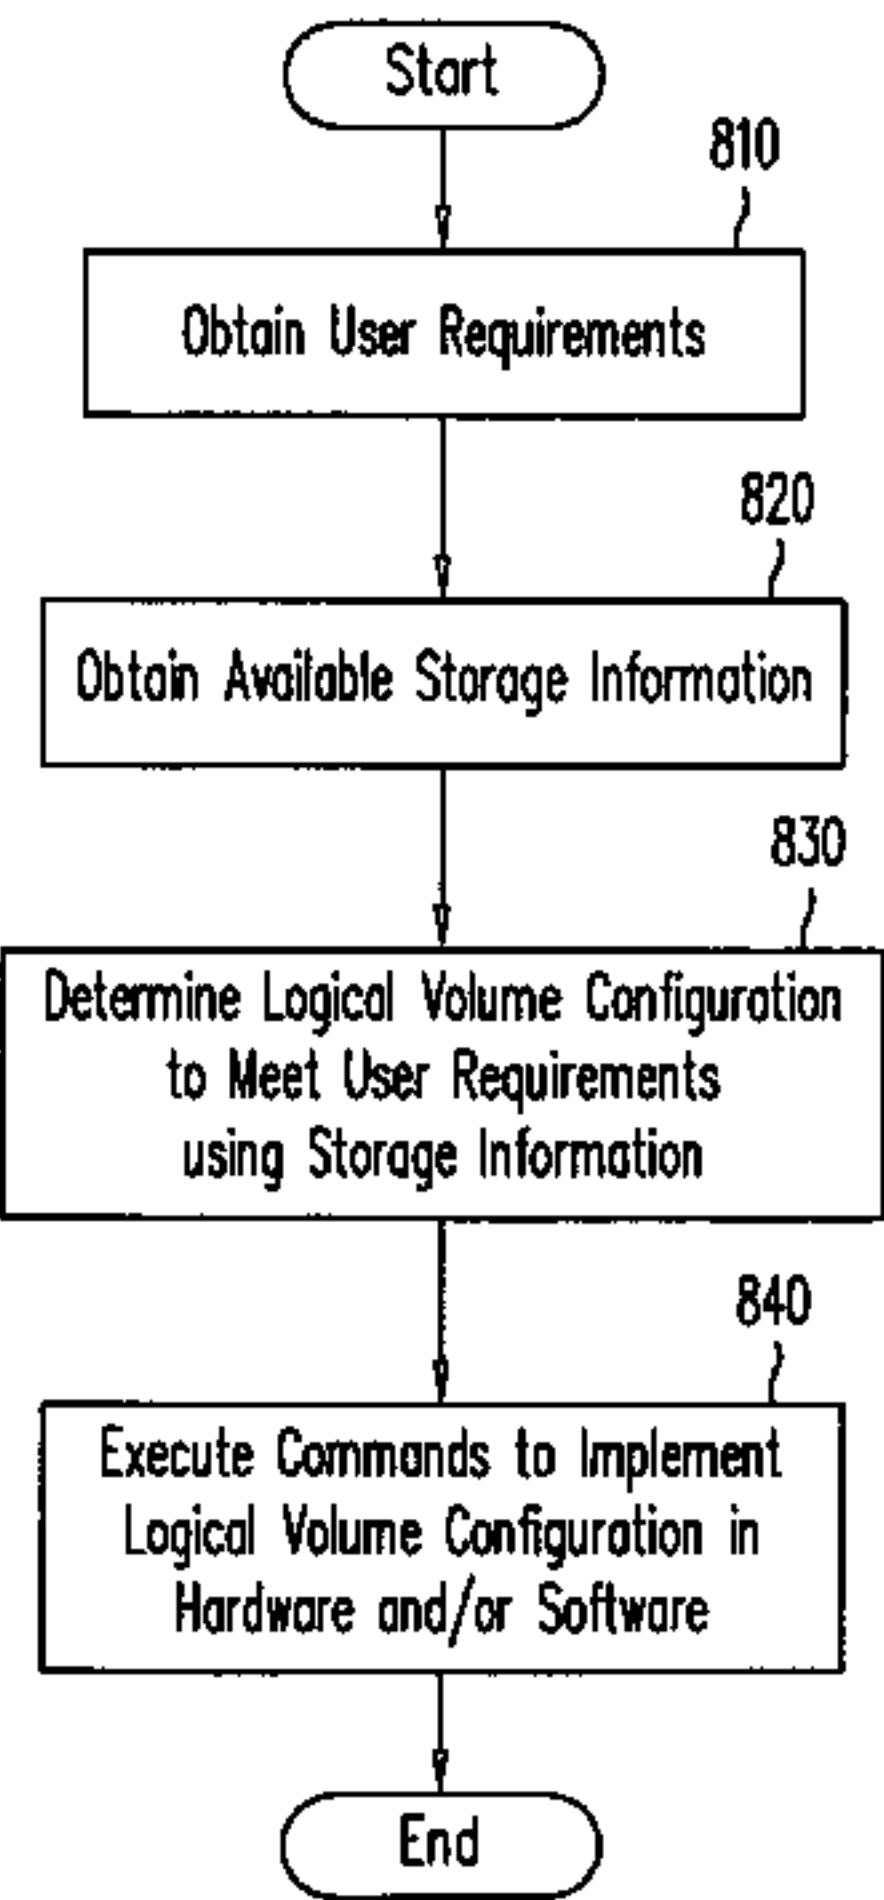 Start
810
Obtain User Requirements
820
Obtain Available Storage Information
830
Determine Logical Volume Configuration
to Meet User Requirements
using Storage Information
840
Execute Commands to Implement
Logical Volume Configuration in
Hardware and/or Software
End